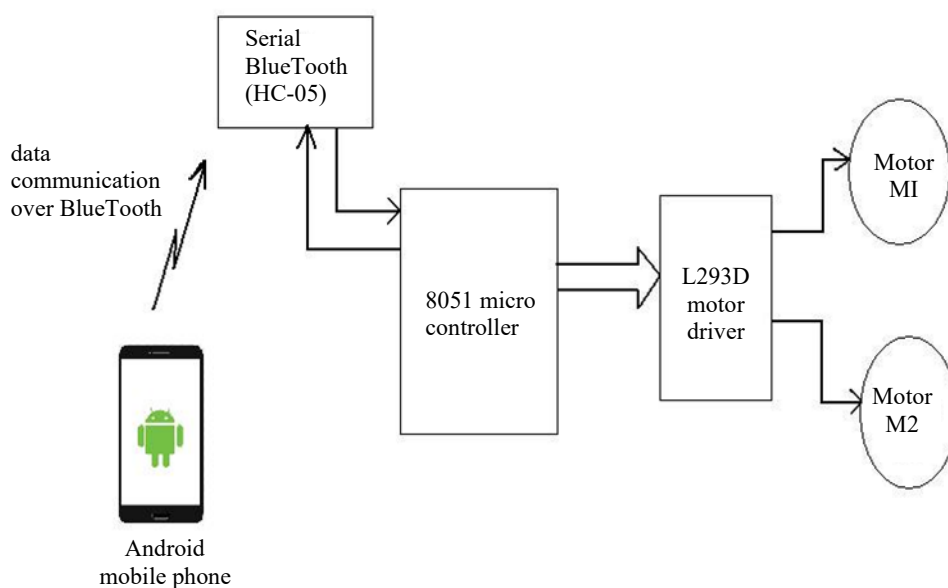 Serial
BlueTooth
(HC-05)
data
communication
over BlueTooth
8051 micro
controller
L293D
motor
driver
Motor
MI
Motor
M2
Android
mobile phone